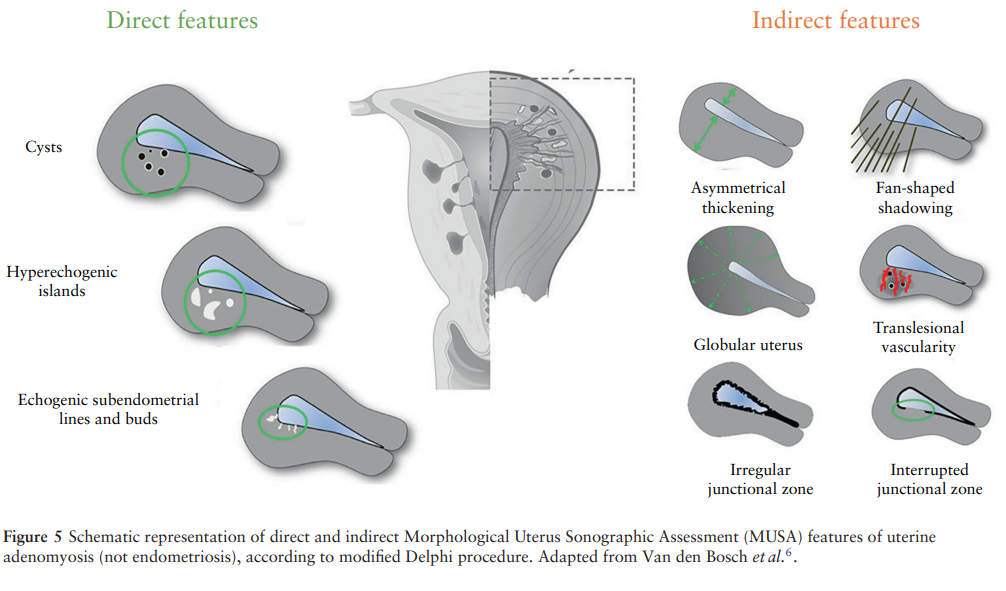 Direct features
Indirect features
Cysts
Hyperechogenic
islands
Echogenic subendometrial
lines and buds
Asymmetrical
thickening
Fan-shaped
shadowing
Globular uterus
Translesional
vascularity
Irregular
junctional zone
Interrupted
junctional zone
Figure 5 Schematic representation of direct and indirect Morphological Uterus Sonographic Assessment (MUSA) features of uterine
adenomyosis (not endometriosis), according to modified Delphi procedure. Adapted from Van den Bosch et al.6.